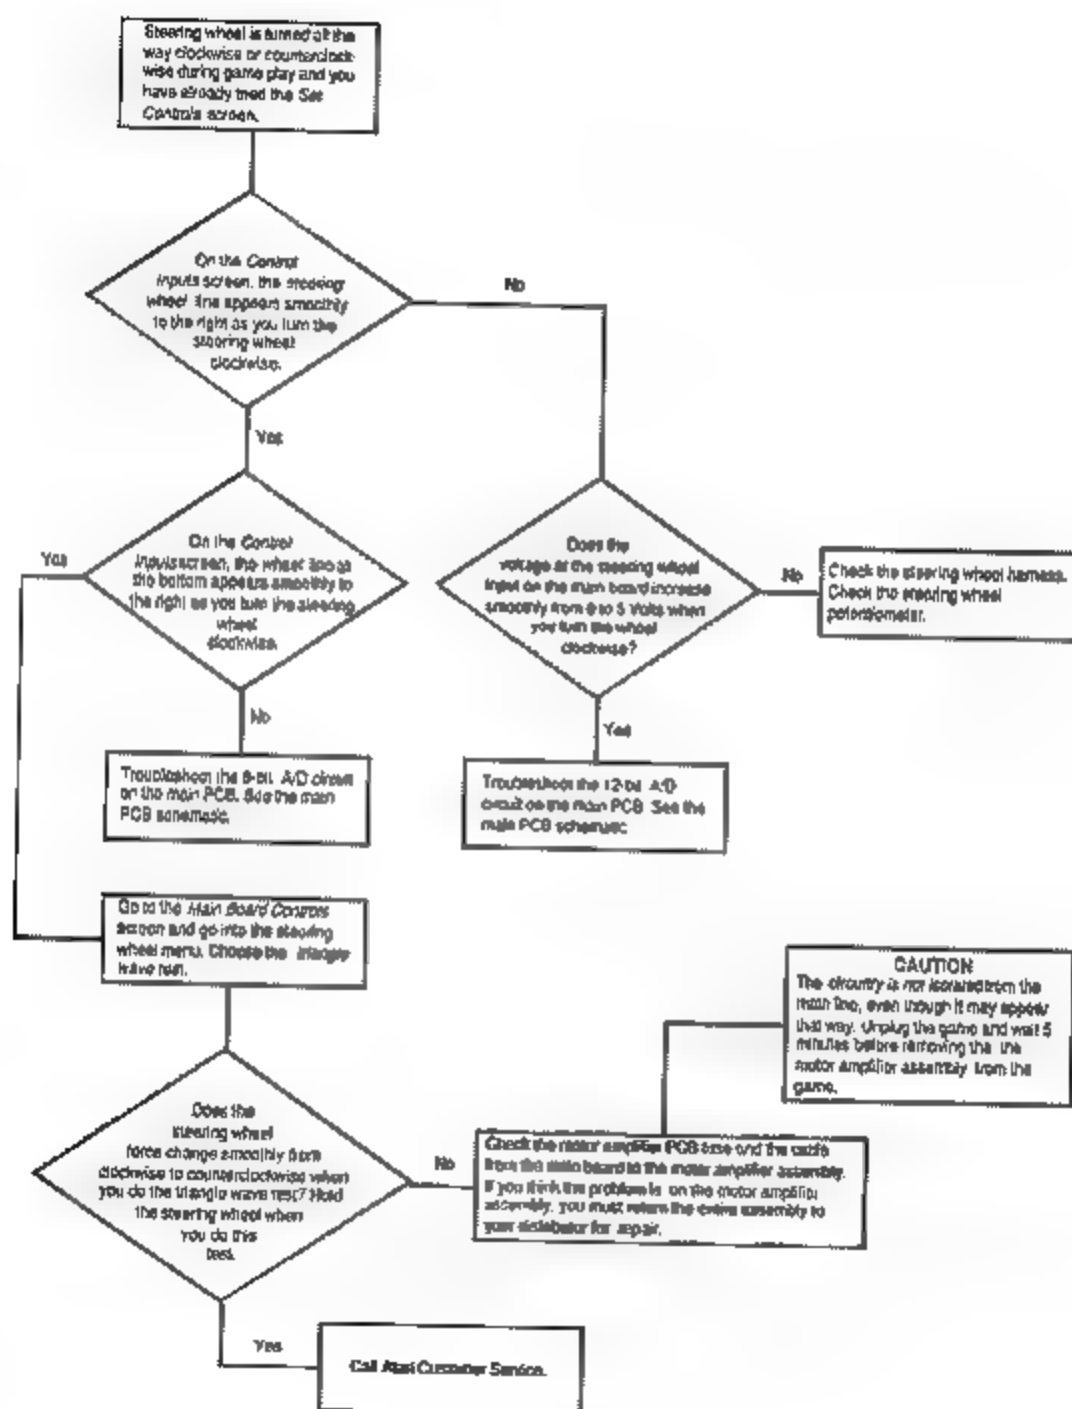 Steering wheel is turned all the
way clockwise or counterclock-
wise during game play and you
have already tried the Set
Controls screen.
On the Control
Inputs screen, the steering
wheel line appears smoothly
to the right as you turn the
steering wheel
clockwise.
No
Yes
On the Control
Inputs screen, the wheel line at
the bottom appears smoothly to
the right as you turn the steering
wheel
clockwise.
Yes
No
Does the
voltage at the steering wheel
input on the main board increase
smoothly from 0 to 5 Volts when
you turn the wheel
clockwise?
No
Check the steering wheel harness.
Check the steering wheel
potentiometer.
Yes
Troubleshoot the 8-bit A/D circuit
on the main PCB. See the main
PCB schematic.
Troubleshoot the 12-bit A/D
circuit on the main PCB. See the
main PCB schematic
Go to the Main Board Controls
screen and go into the steering
wheel menu. Choose the triangle
wave test.
CAUTION
The circuitry is not isolated from the
main line, even though it may appear
that way. Unplug the game and wait 5
minutes before removing the the
motor amplifier assembly from the
game.
Does the
steering wheel
force change smoothly from
clockwise to counterclockwise when
you do the triangle wave test? Hold
the steering wheel when
you do this
test.
No
Check the motor amplifier PCB fuse and the cable
from the main board to the motor amplifier assembly.
If you think the problem is on the motor amplifier
assembly, you must return the entire assembly to
your distributor for repair.
Yes
Call Atari Customer Service.